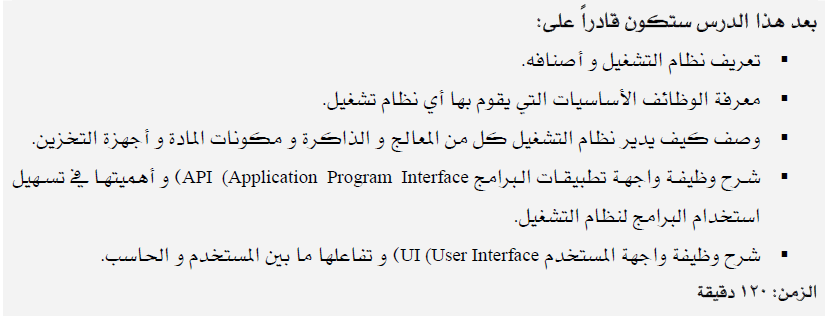 بعد هذا الدرس ستكون قادراً على:
▪ تعريف نظام التشغيل و أصنافه.
▪ معرفة الوظائف الأساسيات التي يقوم بها أي نظام تشغيل.
▪ وصف كيف يدير نظام التشغيل كل من المعالج و الذاكرة و مكونات المادة و أجهزة التخزين.
▪ شرح وظيفة واجهة تطبيقات البرامج API (Application Program Interface) و أهميتها في تسهيل
استخدام البرامج لنظام التشغيل.
▪ شرح وظيفة واجهة المستخدم UI (User Interface) و تفاعلها ما بين المستخدم و الحاسب.
الزمن: ١٢٠ دقيقة